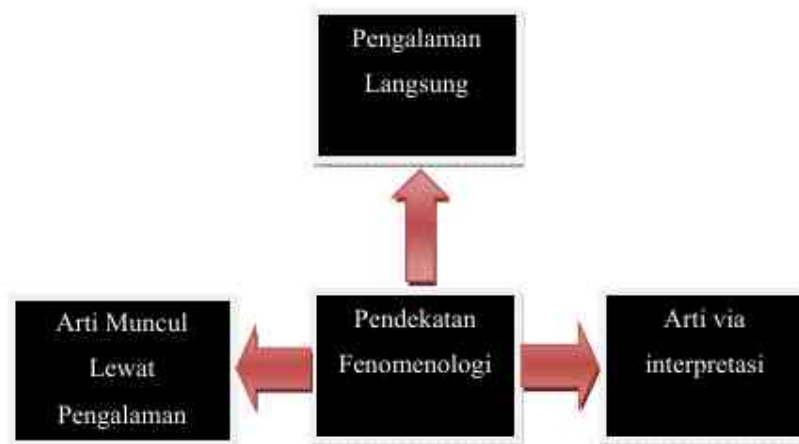 Pengalaman
Langsung
Arti Muncul
Lewat
Pengalaman
Pendekatan
Fenomenologi
Arti via
interpretasi